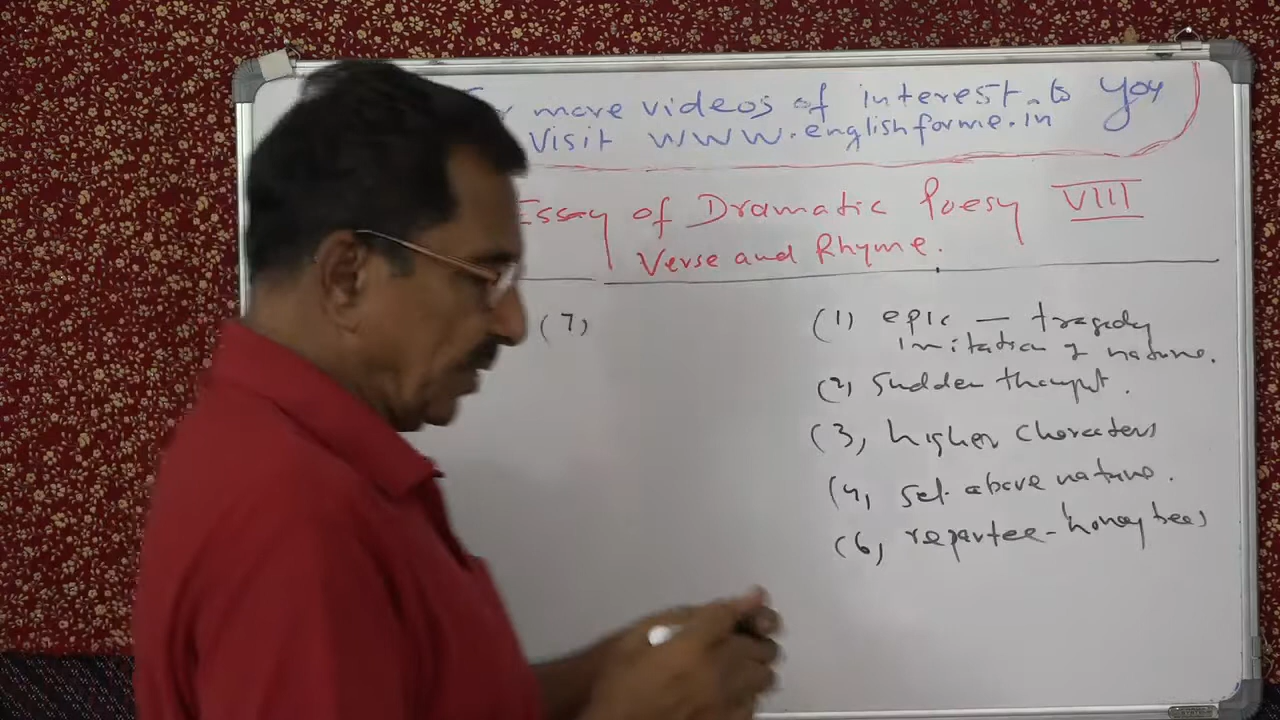 more videos of interest to you
Visit www.englishforme.in
Essay of Dramatic Poesy VIII
Verse and Rhyme.
(7)
(1) epic — tragedy
imitation of nature.
(2) sudden thought.
(3) higher characters
(4) set above nature.
(6) repartee - honey bees